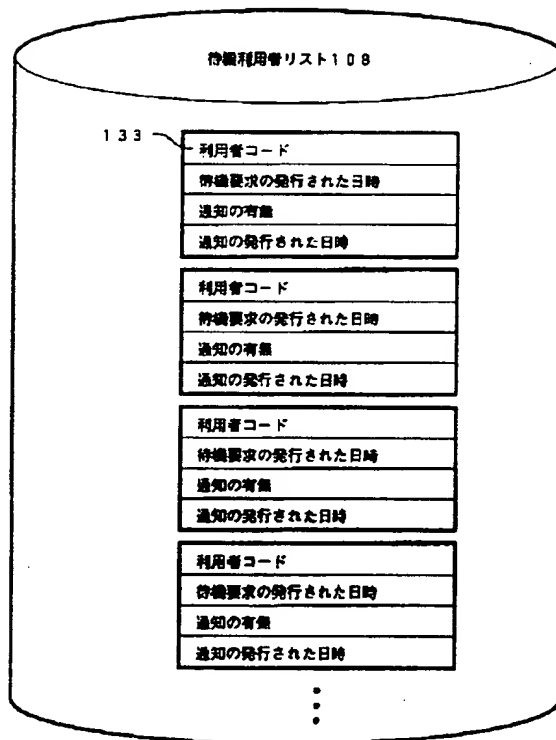 待機利用者リスト108
133
利用者コード
待機要求の発行された日時
通知の有無
通知の発行された日時
利用者コード
待機要求の発行された日時
通知の有無
通知の発行された日時
利用者コード
待機要求の発行された日時
通知の有無
通知の発行された日時
利用者コード
待機要求の発行された日時
通知の有無
通知の発行された日時